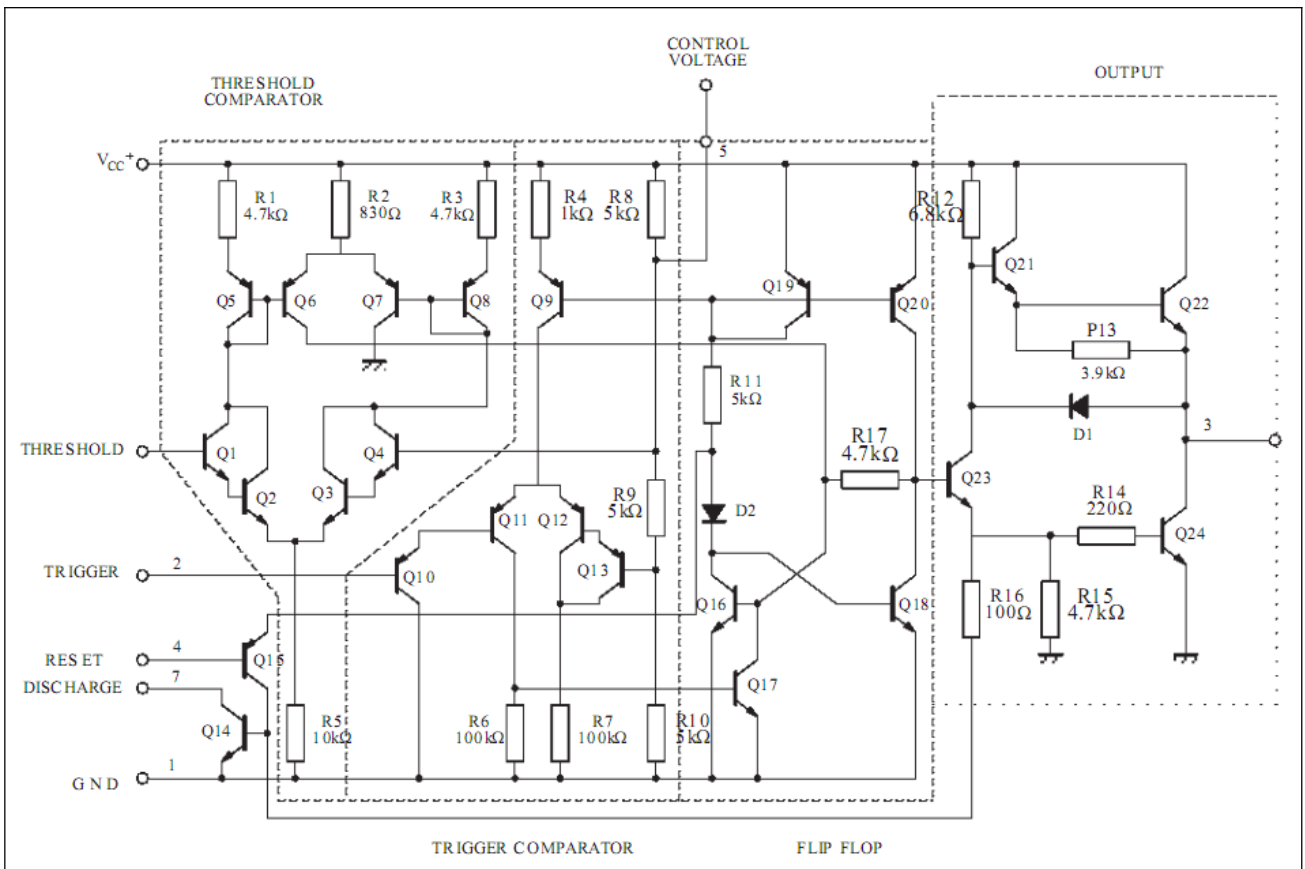 CONTROL
VOLTAGE
OUTPUT
THRESHOLD
COMPARATOR
5
VCC+
R1
4.7kΩ
R2
830Ω
R3
4.7kΩ
R4
1kΩ
R8
5kΩ
R12
6.8kΩ
Q5
Q6
Q7
Q8
Q9
Q19
Q20
Q21
Q22
P13
3.9kΩ
R11
5kΩ
D1
3
THRESHOLD
Q1
Q2
Q3
Q4
R9
5kΩ
R17
4.7kΩ
Q23
R14
220Ω
Q24
D2
Q11
Q12
TRIGGER
2
Q10
Q13
Q16
Q18
R16
100Ω
R15
4.7kΩ
RESET
4
Q15
DISCHARGE
7
Q17
Q14
R5
10kΩ
R6
100kΩ
R7
100kΩ
R10
5kΩ
GND
1
TRIGGER COMPARATOR
FLIP FLOP